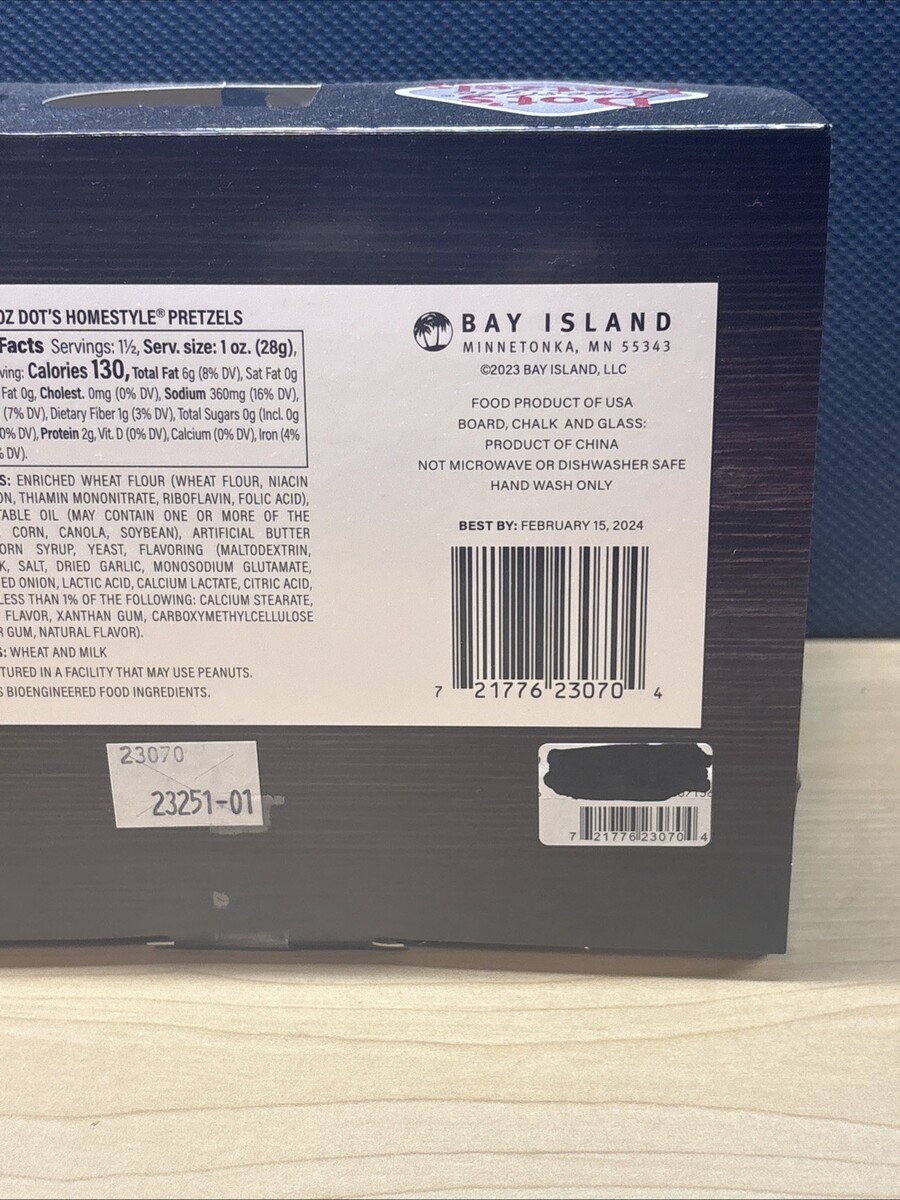 DOT'S
OZ DOT'S HOMESTYLE® PRETZELS
Facts Servings: 1½, Serv. size: 1 oz. (28g),
ving: Calories 130, Total Fat 6g (8% DV), Sat Fat 0g
Fat 0g, Cholest. 0mg (0% DV), Sodium 360mg (16% DV),
(7% DV), Dietary Fiber 1g (3% DV), Total Sugars 0g (Incl. 0g
0% DV), Protein 2g, Vit. D (0% DV), Calcium (0% DV), Iron (4%
% DV).
S: ENRICHED WHEAT FLOUR (WHEAT FLOUR, NIACIN
ON, THIAMIN MONONITRATE, RIBOFLAVIN, FOLIC ACID),
TABLE OIL (MAY CONTAIN ONE OR MORE OF THE
, CORN, CANOLA, SOYBEAN), ARTIFICIAL BUTTER
ORN SYRUP, YEAST, FLAVORING (MALTODEXTRIN,
K, SALT, DRIED GARLIC, MONOSODIUM GLUTAMATE,
ED ONION, LACTIC ACID, CALCIUM LACTATE, CITRIC ACID,
LESS THAN 1% OF THE FOLLOWING: CALCIUM STEARATE,
FLAVOR, XANTHAN GUM, CARBOXYMETHYLCELLULOSE
R GUM, NATURAL FLAVOR).
S: WHEAT AND MILK
TURED IN A FACILITY THAT MAY USE PEANUTS.
S BIOENGINEERED FOOD INGREDIENTS.
BAY ISLAND
MINNETONKA, MN 55343
©2023 BAY ISLAND, LLC
FOOD PRODUCT OF USA
BOARD, CHALK AND GLASS:
PRODUCT OF CHINA
NOT MICROWAVE OR DISHWASHER SAFE
HAND WASH ONLY
BEST BY: FEBRUARY 15, 2024
7 21776 23070 4
23070
23251-01
7 21776 23070 4